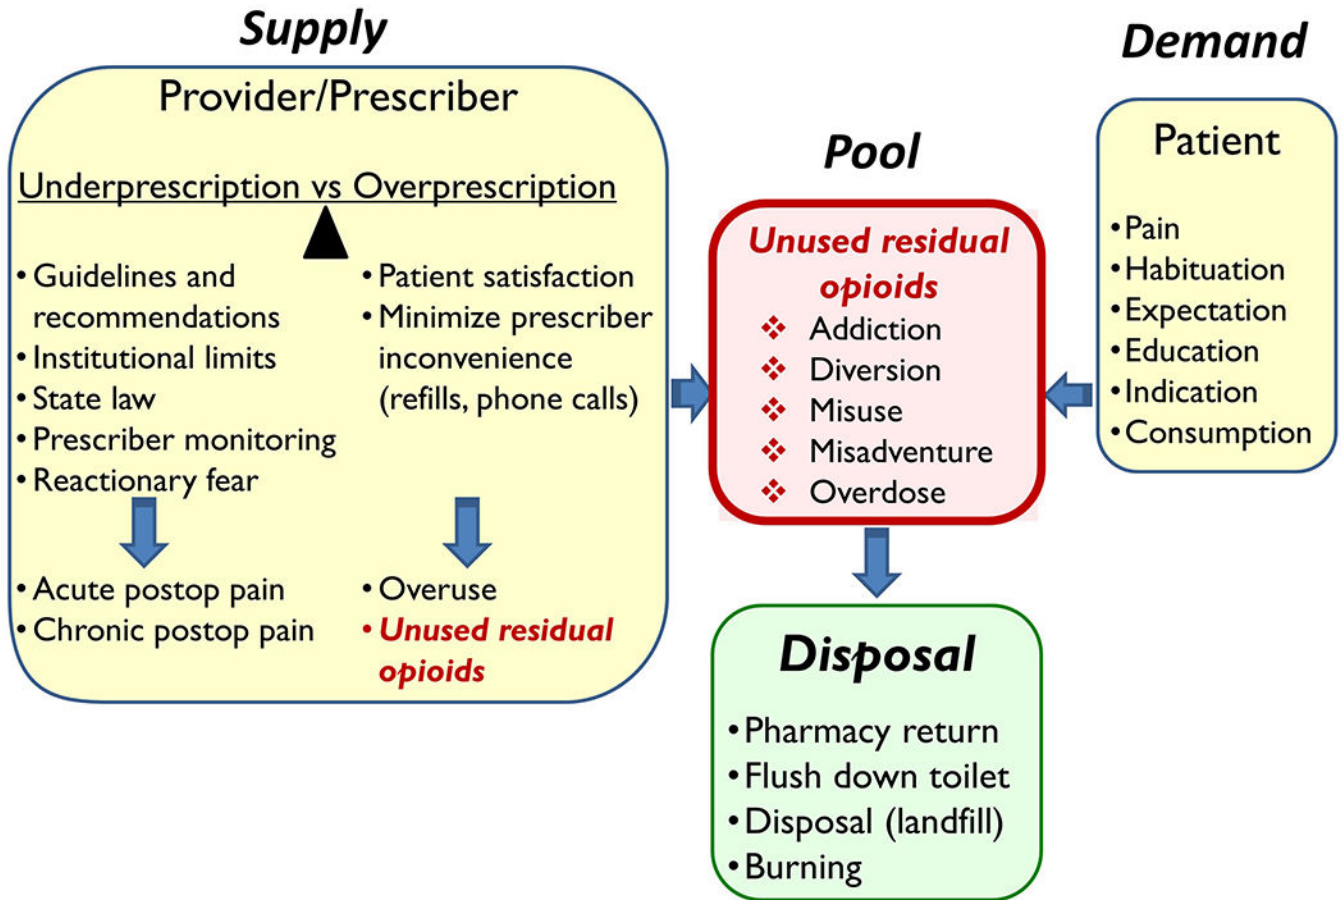 Supply
Provider/Prescriber
Underprescription vs Overprescription
• Guidelines and
recommendations
• Institutional limits
• State law
• Prescriber monitoring
• Reactionary fear
• Acute postop pain
• Chronic postop pain
• Patient satisfaction
• Minimize prescriber
inconvenience
(refills, phone calls)
• Overuse
• Unused residual
opioids
Pool
Unused residual
opioids
❖ Addiction
❖ Diversion
❖ Misuse
❖ Misadventure
❖ Overdose
Demand
Patient
• Pain
• Habituation
• Expectation
• Education
• Indication
• Consumption
Disposal
• Pharmacy return
• Flush down toilet
• Disposal (landfill)
• Burning